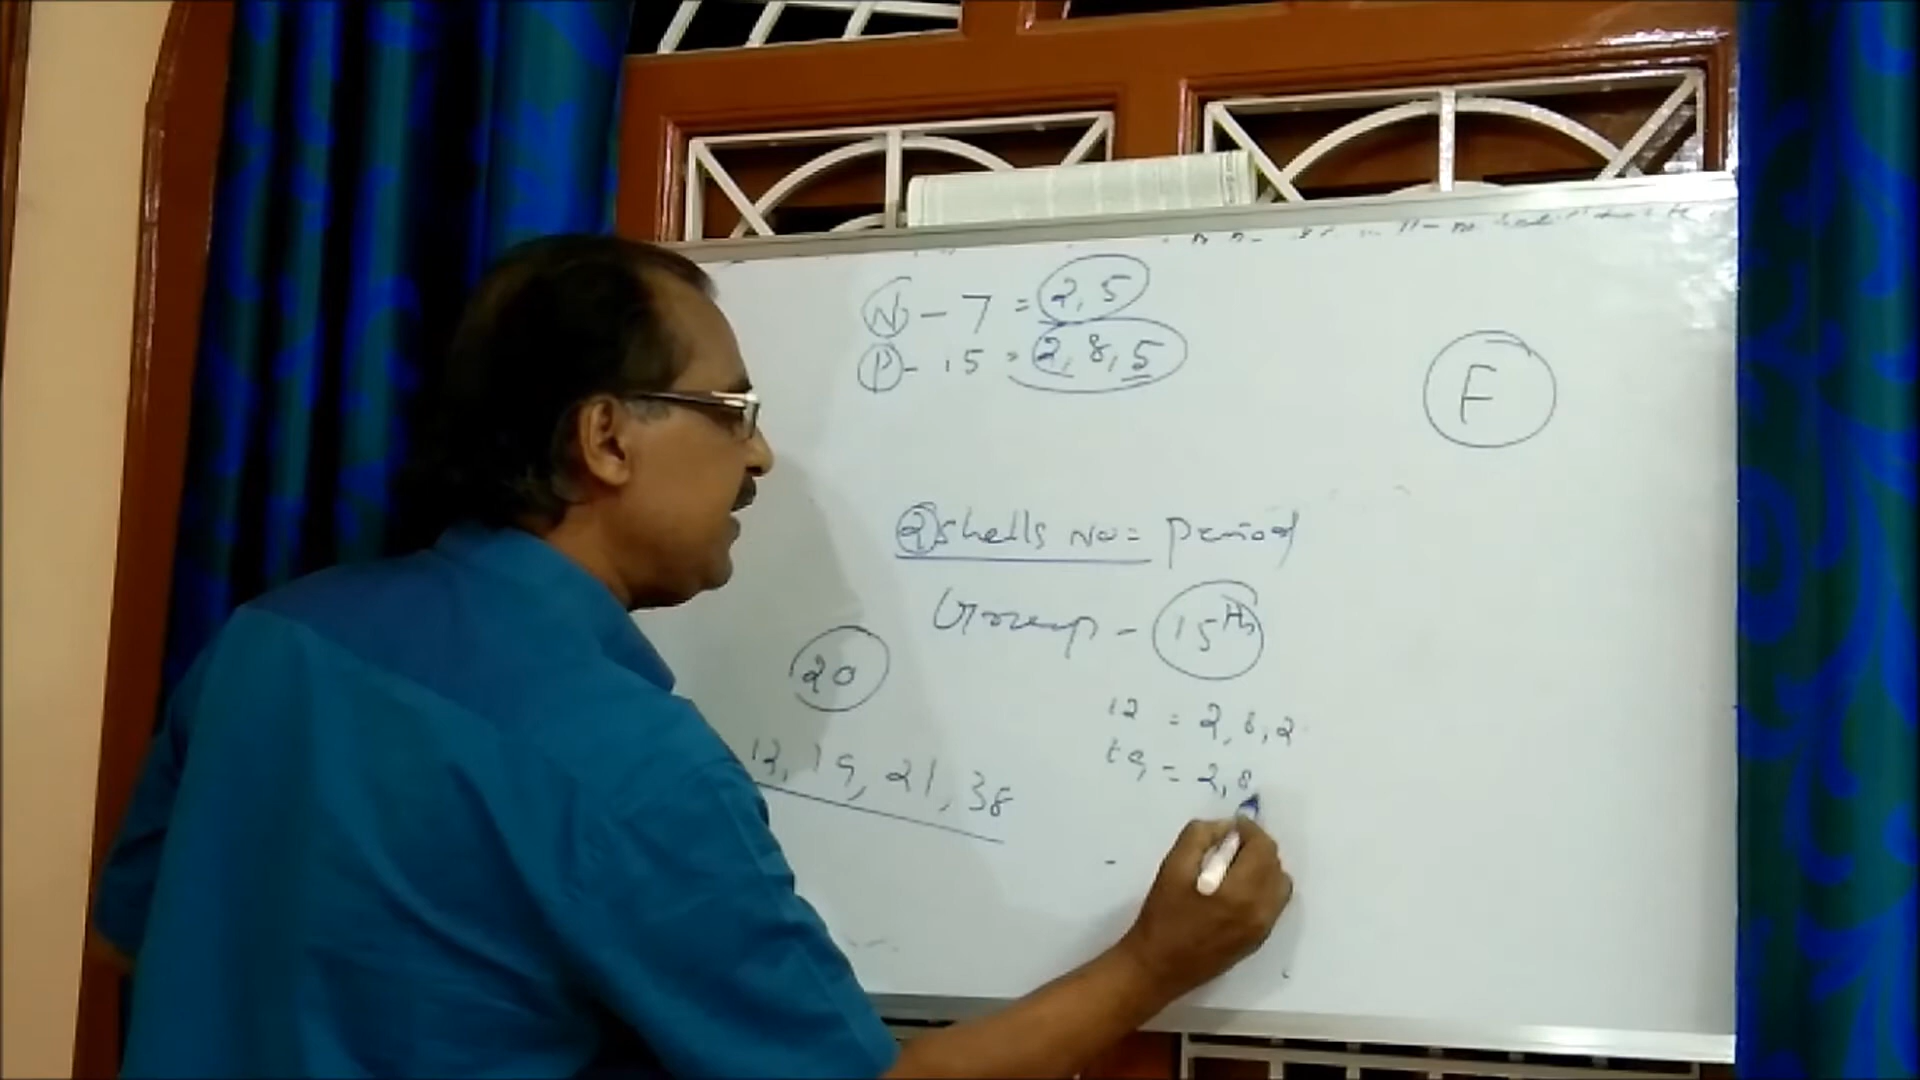 N - 7 = 2, 5
P - 15 = 2, 8, 5
F
2 shells No = Period
Group - 15th
20
12, 19, 21, 38
12 = 2, 8, 2
19 = 2, 8